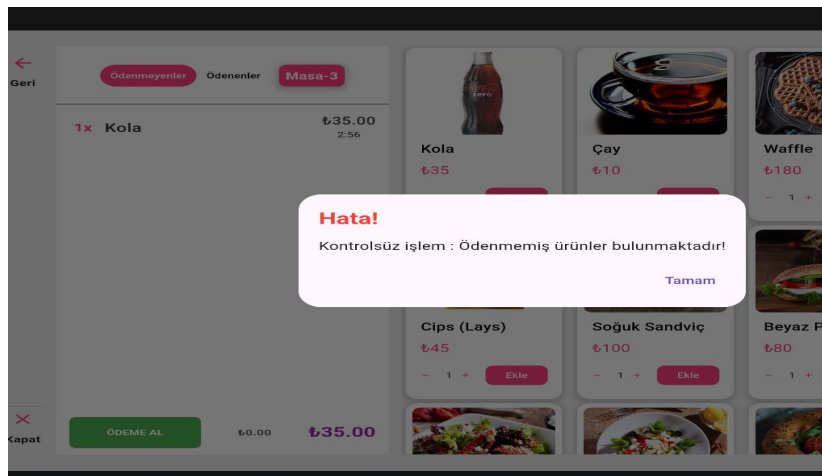 Geri
Ödenmeyenler Ödenenler Masa-3
1x Kola ₺35.00
2:56
zero
Kola
₺35
Çay
₺10
Waffle
₺180
- 1 +
Hata!
Kontrolsüz işlem : Ödenmemiş ürünler bulunmaktadır!
Tamam
Cips (Lays)
₺45
- 1 + Ekle
Soğuk Sandviç
₺100
- 1 + Ekle
Beyaz P
₺80
- 1 +
Kapat
ÖDEME AL ₺0.00 ₺35.00